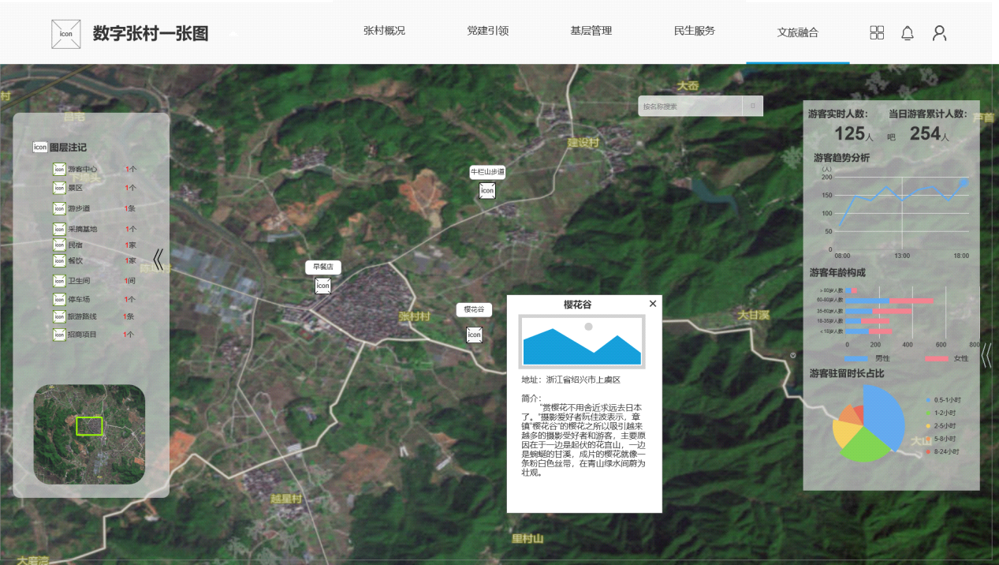 icon
数字张村一张图
张村概况
党建引领
基层管理
民生服务
文旅融合
大岙
村
按名称搜索
建设村
芦首
牛栏山步道
icon
早餐店
icon
樱花谷
icon
张村村
大甘溪
大山
越星村
里村山
大磨湾
icon 图层注记
icon 游客中心 1个
icon 景区 1个
icon 游步道 1条
icon 采摘基地 1个
icon 民宿 1家
icon 餐饮 1家
icon 卫生间 1间
icon 停车场 1个
icon 旅游路线 1条
icon 招商项目 1个
樱花谷
地址：浙江省绍兴市上虞区
简介：
“赏樱花不用舍近求远去日本
了。”摄影爱好者阮佳波表示，章
镇“樱花谷”的樱花之所以吸引越来
越多的摄影受好者和游客，主要原
因在于一边是起伏的花宫山，一边
是蜿蜒的甘溪，成片的樱花就像一
条粉白色丝带，在青山绿水间蔚为
壮观。
游客实时人数： 当日游客累计人数：
125人 吧 254人
游客趋势分析
(人)
200
150
100
50
0
08:00 13:00 18:00
游客年龄构成
＞80岁人数
60-80岁人数
35-60岁人数
18-35岁人数
＜18岁人数
0 200 400 600 800
男性 女性
游客驻留时长占比
0.5-1小时
1-2小时
2-5小时
5-8小时
8-24小时